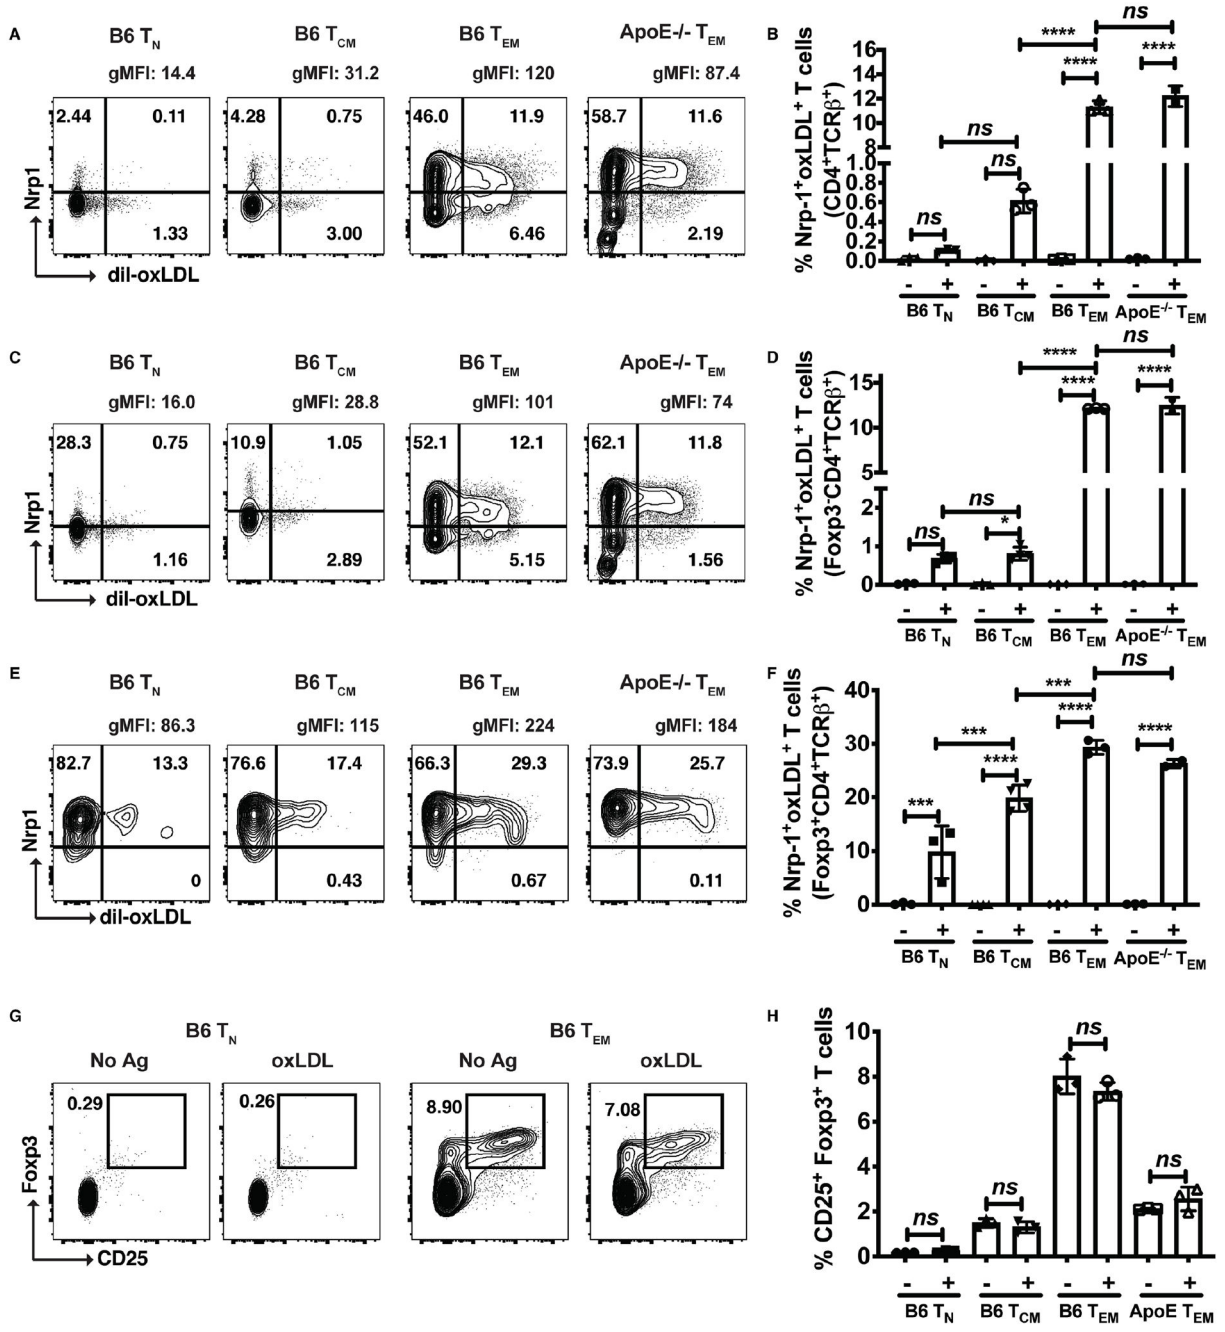 A
B6 TN
B6 TCM
B6 TEM
ApoE-/- TEM
gMFI: 14.4
gMFI: 31.2
gMFI: 120
gMFI: 87.4
2.44 0.11
4.28 0.75
46.0 11.9
58.7 11.6
1.33
3.00
6.46
2.19
Nrp1
dil-oxLDL
B
% Nrp-1+oxLDL+ T cells
(CD4+TCRβ+)
16
14
12
10
8
1.0
0.8
0.6
0.4
0.2
0.0
ns
ns
ns
****
****
ns
****
- + - + - + - +
B6 TN B6 TCM B6 TEM ApoE-/- TEM
C
B6 TN
B6 TCM
B6 TEM
ApoE-/- TEM
gMFI: 16.0
gMFI: 28.8
gMFI: 101
gMFI: 74
28.3 0.75
10.9 1.05
52.1 12.1
62.1 11.8
1.16
2.89
5.15
1.56
Nrp1
dil-oxLDL
D
% Nrp-1+oxLDL+ T cells
(Foxp3-CD4+TCRβ+)
15
10
5
2
1
0
ns
ns
*
****
****
ns
****
- + - + - + - +
B6 TN B6 TCM B6 TEM ApoE-/- TEM
E
B6 TN
B6 TCM
B6 TEM
ApoE-/- TEM
gMFI: 86.3
gMFI: 115
gMFI: 224
gMFI: 184
82.7 13.3
76.6 17.4
66.3 29.3
73.9 25.7
0
0.43
0.67
0.11
Nrp1
dil-oxLDL
F
% Nrp-1+oxLDL+ T cells
(Foxp3+CD4+TCRβ+)
40
30
20
10
0
***
***
****
***
****
ns
****
- + - + - + - +
B6 TN B6 TCM B6 TEM ApoE-/- TEM
G
B6 TN
B6 TEM
No Ag
oxLDL
No Ag
oxLDL
0.29
0.26
8.90
7.08
Foxp3
CD25
H
% CD25+ Foxp3+ T cells
10
8
6
4
2
0
ns
ns
ns
ns
- + - + - + - +
B6 TN B6 TCM B6 TEM ApoE TEM